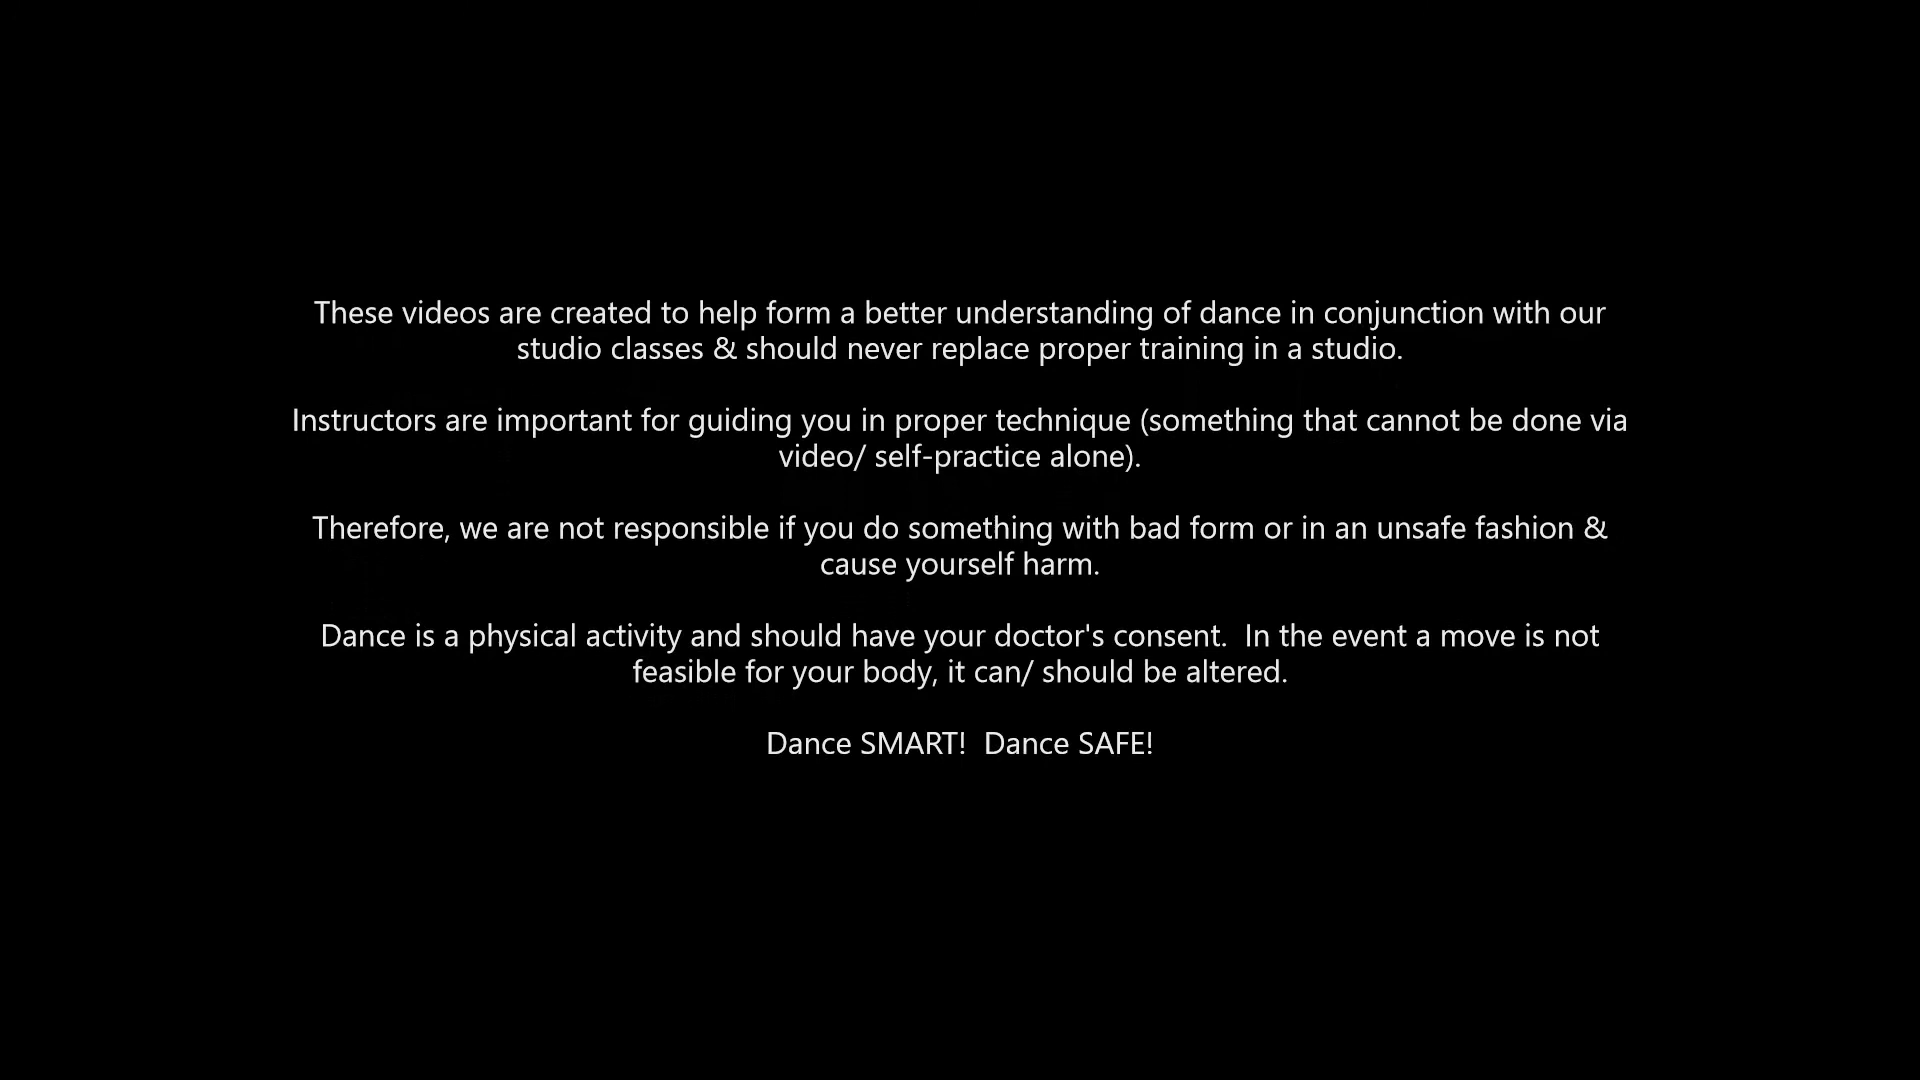 These videos are created to help form a better understanding of dance in conjunction with our
studio classes & should never replace proper training in a studio.
Instructors are important for guiding you in proper technique (something that cannot be done via
video/ self-practice alone).
Therefore, we are not responsible if you do something with bad form or in an unsafe fashion &
cause yourself harm.
Dance is a physical activity and should have your doctor's consent.  In the event a move is not
feasible for your body, it can/ should be altered.
Dance SMART!  Dance SAFE!